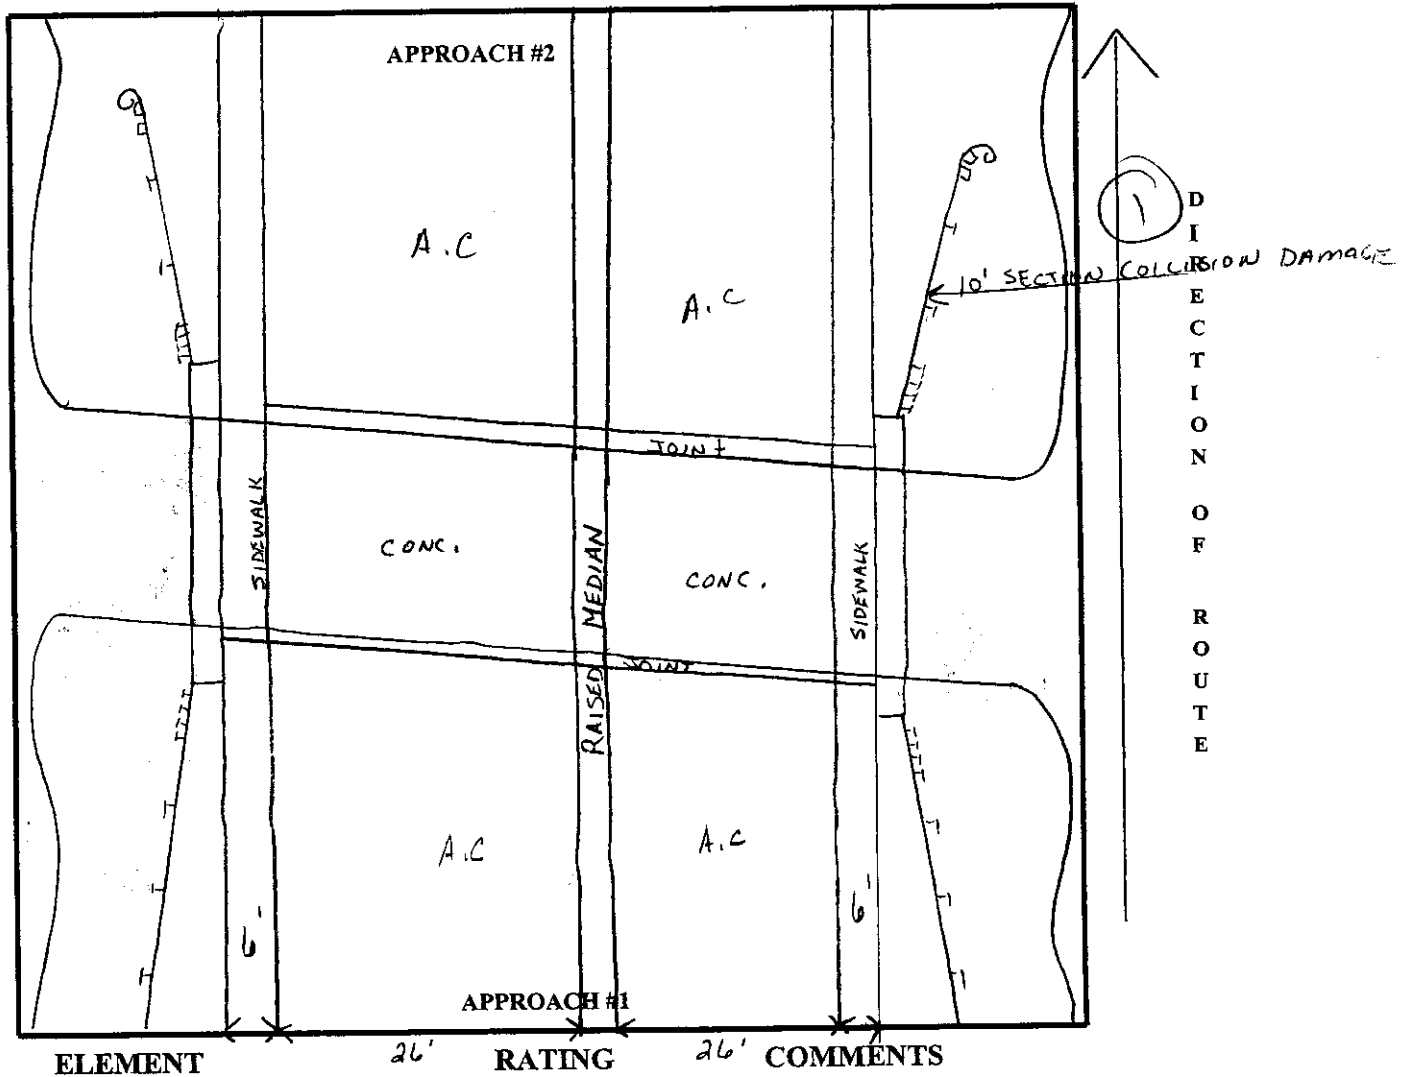 APPROACH #2
1
A.C
10' SECTION COLLISION DAMAGE
A.C
JOINT
SIDEWALK
CONC.
RAISED MEDIAN
CONC.
SIDEWALK
JOINT
A.C
A.C
6'
6'
APPROACH #1
26'
26'
ELEMENT RATING COMMENTS
DIRECTION OF ROUTE